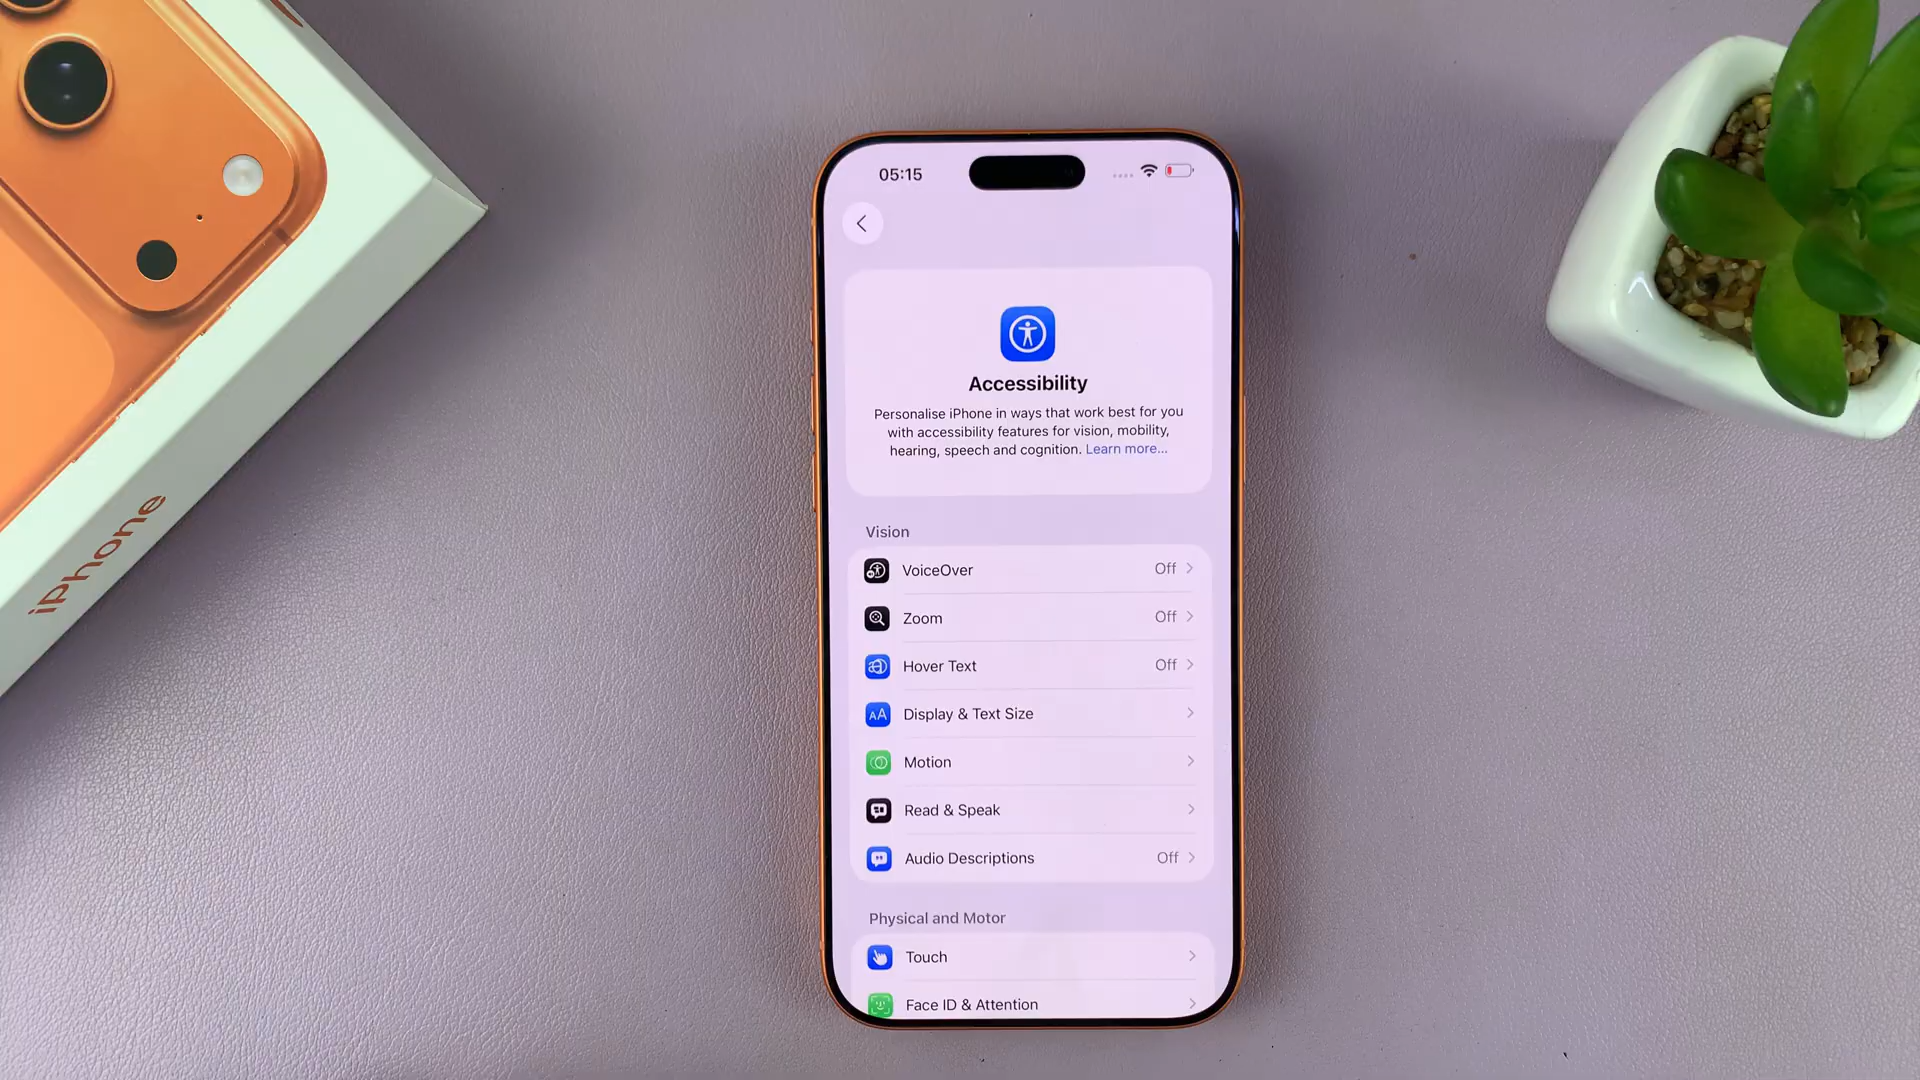 iPhone
05:15
Accessibility
Personalise iPhone in ways that work best for you
with accessibility features for vision, mobility,
hearing, speech and cognition. Learn more...
Vision
VoiceOver Off
Zoom Off
Hover Text Off
Display & Text Size
Motion
Read & Speak
Audio Descriptions Off
Physical and Motor
Touch
Face ID & Attention